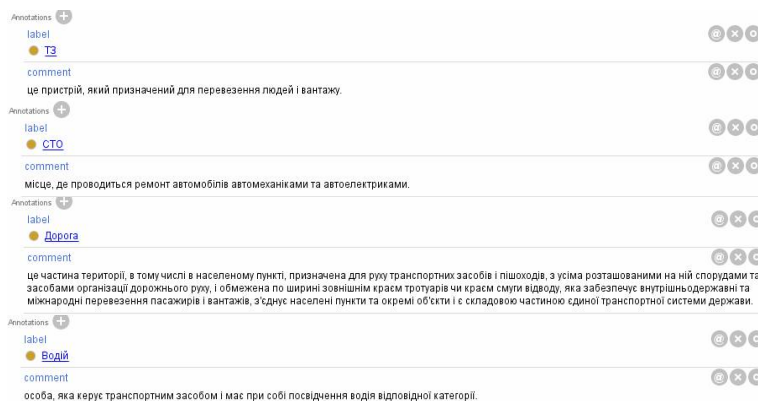 Annotations
label
ТЗ
comment
це пристрій, який призначений для перевезення людей і вантажу.
Annotations
label
СТО
comment
місце, де проводиться ремонт автомобілів автомеханіками та автоелектриками.
Annotations
label
Дорога
comment
це частина території, в тому числі в населеному пункті, призначена для руху транспортних засобів і пішоходів, з усіма розташованими на ній спорудами та
засобами організації дорожнього руху, і обмежена по ширині зовнішнім краєм тротуарів чи краєм смуги відводу, яка забезпечує внутрішньодержавні та
міжнародні перевезення пасажирів і вантажів, з'єднує населені пункти та окремі об'єкти і є складовою частиною єдиної транспортної системи держави.
Annotations
label
Водій
comment
особа, яка керує транспортним засобом і має при собі посвідчення водія відповідної категорії.